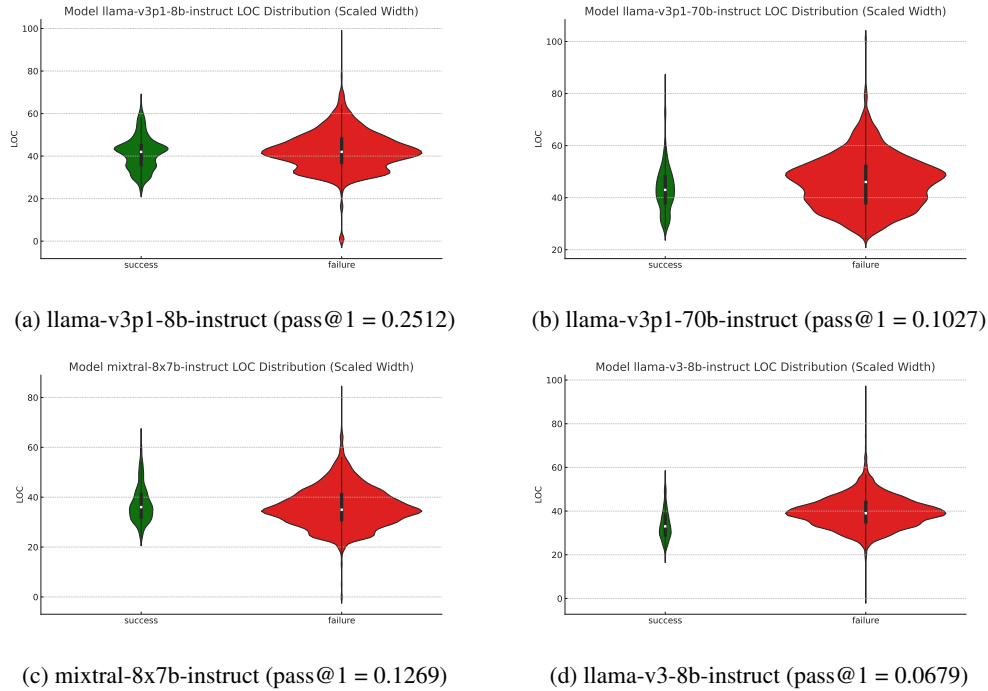 Model llama-v3p1-8b-instruct LOC Distribution (Scaled Width)
100
80
60
40
20
0
LOC
success failure
(a) llama-v3p1-8b-instruct (pass@1 = 0.2512)
Model llama-v3p1-70b-instruct LOC Distribution (Scaled Width)
100
80
60
40
20
LOC
success failure
(b) llama-v3p1-70b-instruct (pass@1 = 0.1027)
Model mixtral-8x7b-instruct LOC Distribution (Scaled Width)
80
60
40
20
0
LOC
success failure
(c) mixtral-8x7b-instruct (pass@1 = 0.1269)
Model llama-v3-8b-instruct LOC Distribution (Scaled Width)
100
80
60
40
20
0
LOC
success failure
(d) llama-v3-8b-instruct (pass@1 = 0.0679)